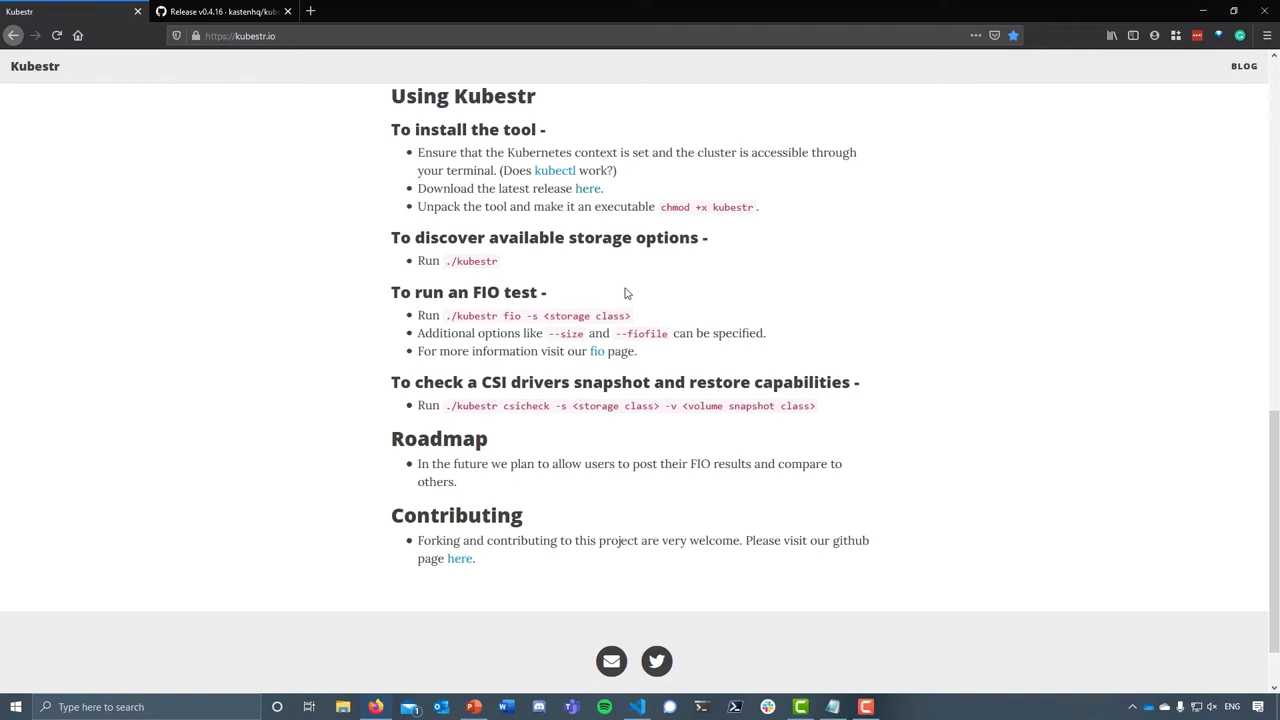 Kubestr
Release v0.4.16 - kastenhq/kub
https://kubestr.io
Kubestr
BLOG
Using Kubestr
To install the tool -
Ensure that the Kubernetes context is set and the cluster is accessible through
your terminal. (Does kubectl work?)
Download the latest release here.
Unpack the tool and make it an executable chmod +x kubestr.
To discover available storage options -
Run ./kubestr
To run an FIO test -
Run ./kubestr fio -s <storage class>
Additional options like --size and --fiofile can be specified.
For more information visit our fio page.
To check a CSI drivers snapshot and restore capabilities -
Run ./kubestr csicheck -s <storage class> -v <volume snapshot class>
Roadmap
In the future we plan to allow users to post their FIO results and compare to
others.
Contributing
Forking and contributing to this project are very welcome. Please visit our github
page here.
Type here to search